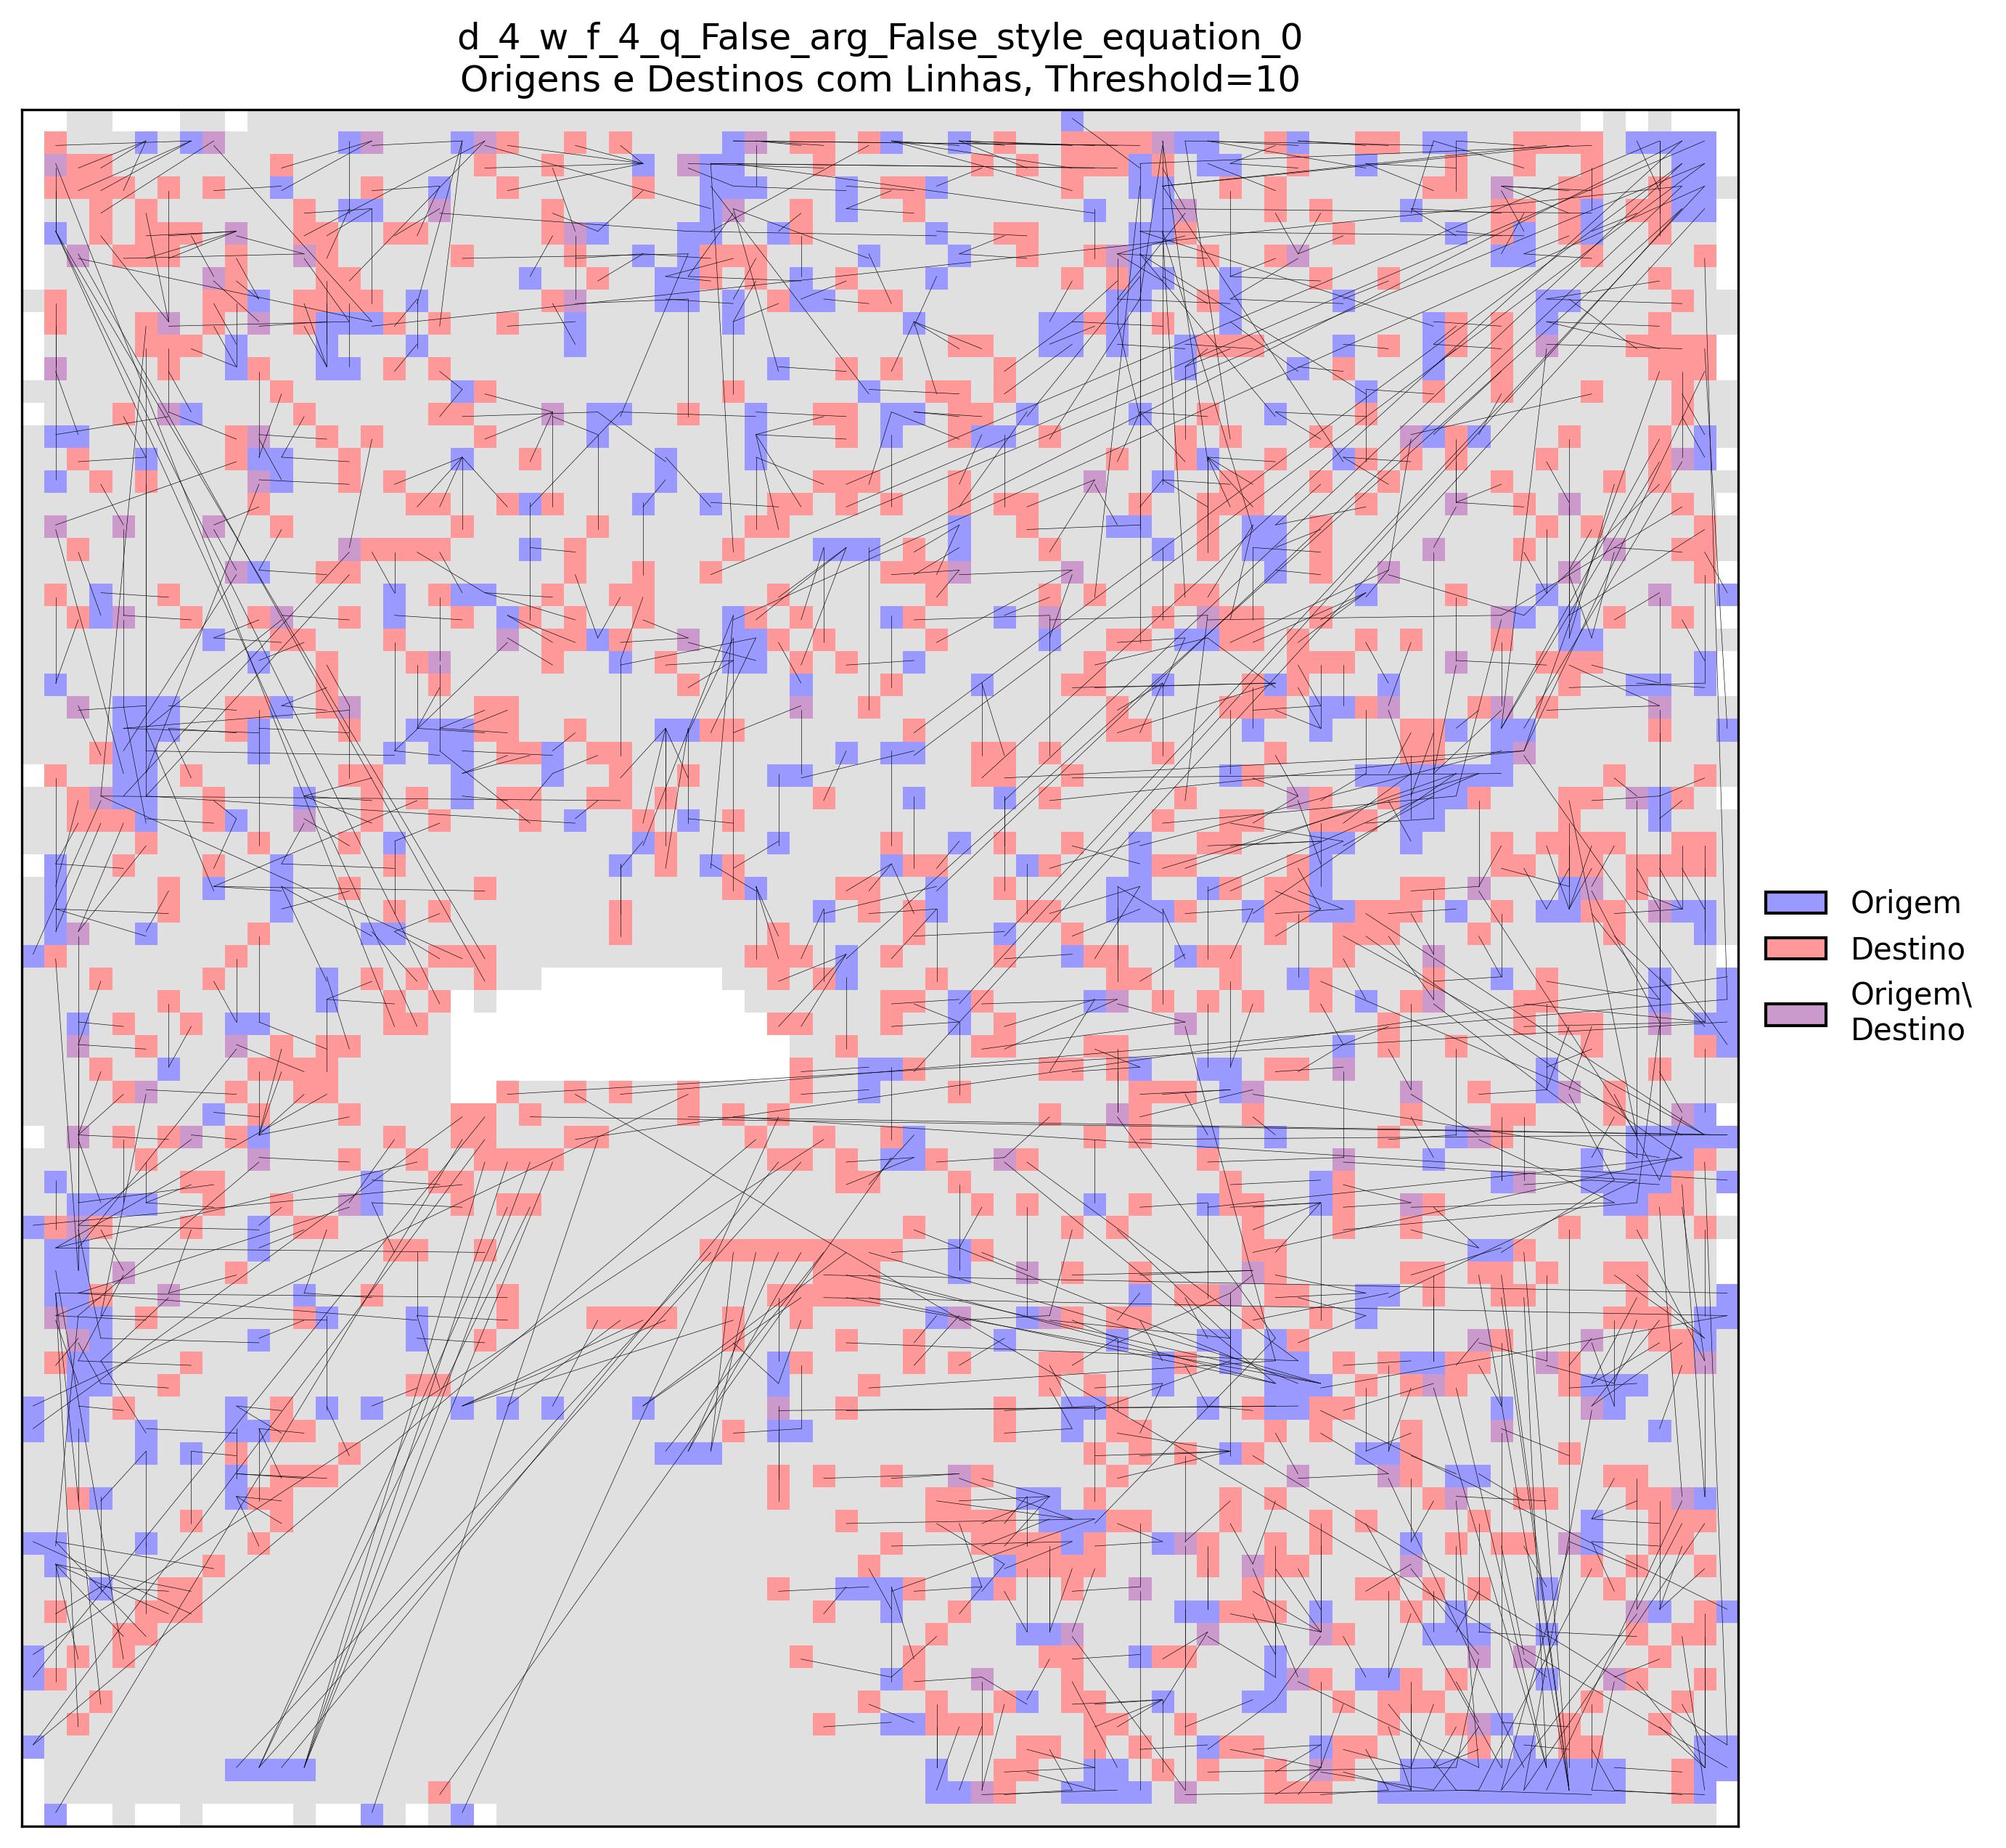 d_4_w_f_4_q_False_arg_False_style_equation_0
Origens e Destinos com Linhas, Threshold=10
Origem
Destino
Origem\
Destino